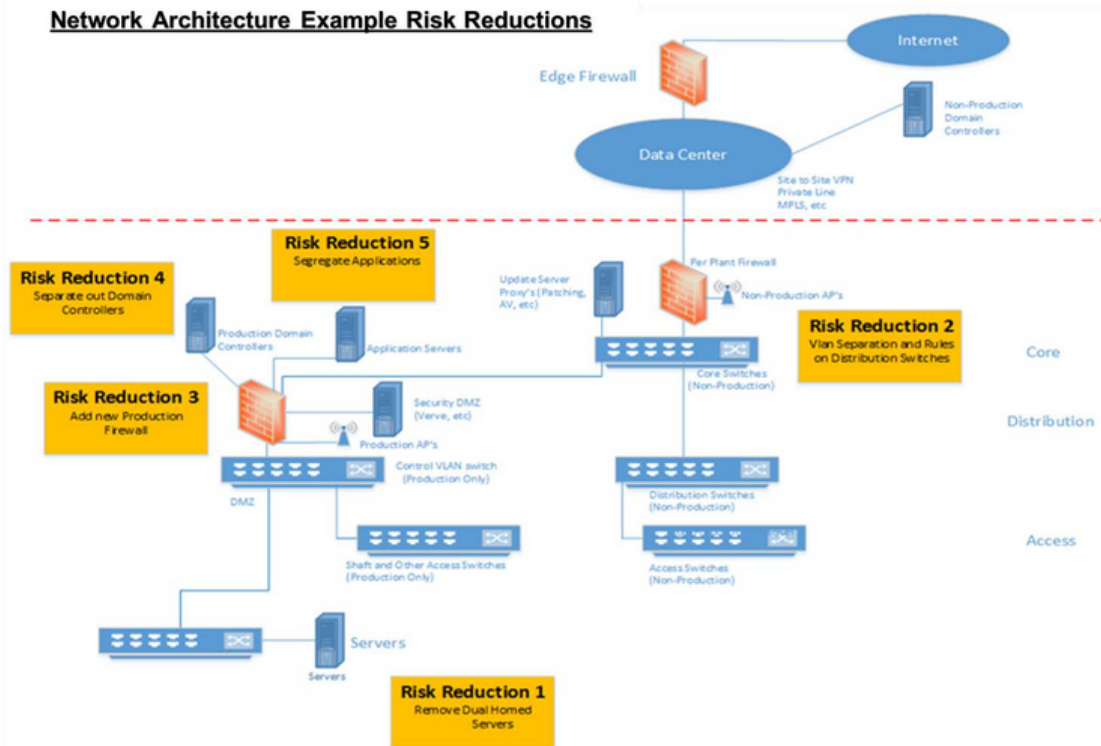 Network Architecture Example Risk Reductions
Internet
Edge Firewall
Non-Production
Domain
Controllers
Data Center
Site to Site VPN
Private Line
MPLS, etc
Risk Reduction 5
Segregate Applications
Risk Reduction 4
Separate out Domain
Controllers
Per Plant Firewall
Update Server
Proxy's (Patching,
AV, etc)
Non-Production AP's
Risk Reduction 2
Vlan Separation and Rules
on Distribution Switches
Production Domain
Controllers
Application Servers
Core
Core Switches
(Non-Production)
Risk Reduction 3
Add new Production
Firewall
Security DMZ
(Verve, etc)
Distribution
Production AP's
Control VLAN switch
(Production Only)
DMZ
Distribution Switches
(Non-Production)
Access
Shaft and Other Access Switches
(Production Only)
Access Switches
(Non-Production)
Servers
Servers
Risk Reduction 1
Remove Dual Homed
Servers